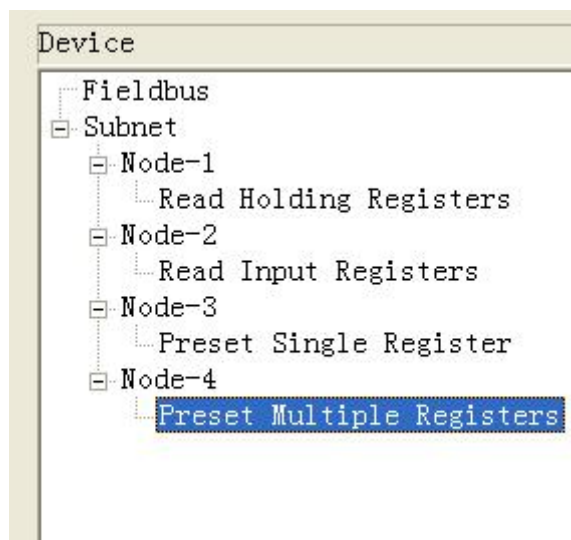 Device
Fieldbus
Subnet
Node-1
Read Holding Registers
Node-2
Read Input Registers
Node-3
Preset Single Register
Node-4
Preset Multiple Registers